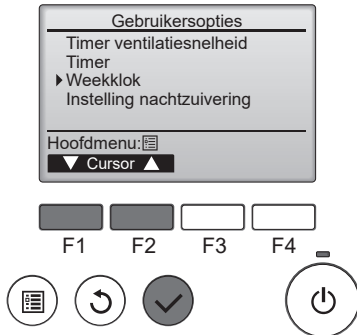 Gebruikersopties
Timer ventilatiesnelheid
Timer
Weekklok
Instelling nachtzuivering
Hoofdmenu:
Cursor
F1 F2 F3 F4